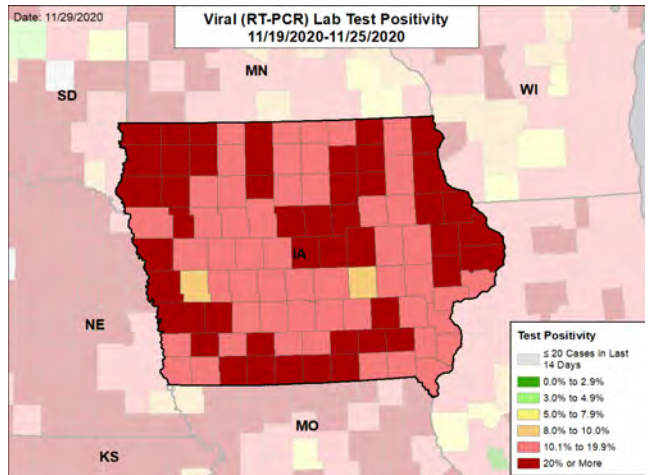 Date: 11/29/2020
Viral (RT-PCR) Lab Test Positivity
11/19/2020-11/25/2020
MN
SD
WI
IA
NE
Test Positivity
≤ 20 Cases in Last
14 Days
0.0% to 2.9%
3.0% to 4.9%
5.0% to 7.9%
8.0% to 10.0%
10.1% to 19.9%
20% or More
MO
KS